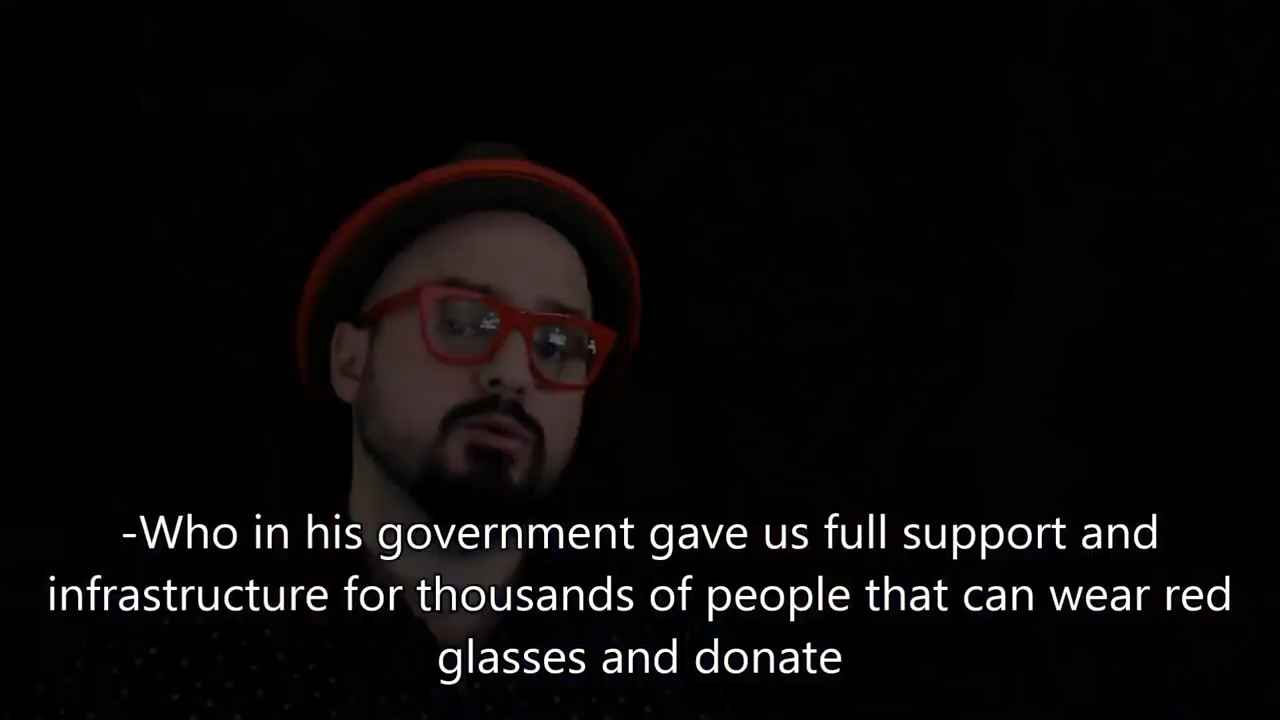 -Who in his government gave us full support and
infrastructure for thousands of people that can wear red
glasses and donate